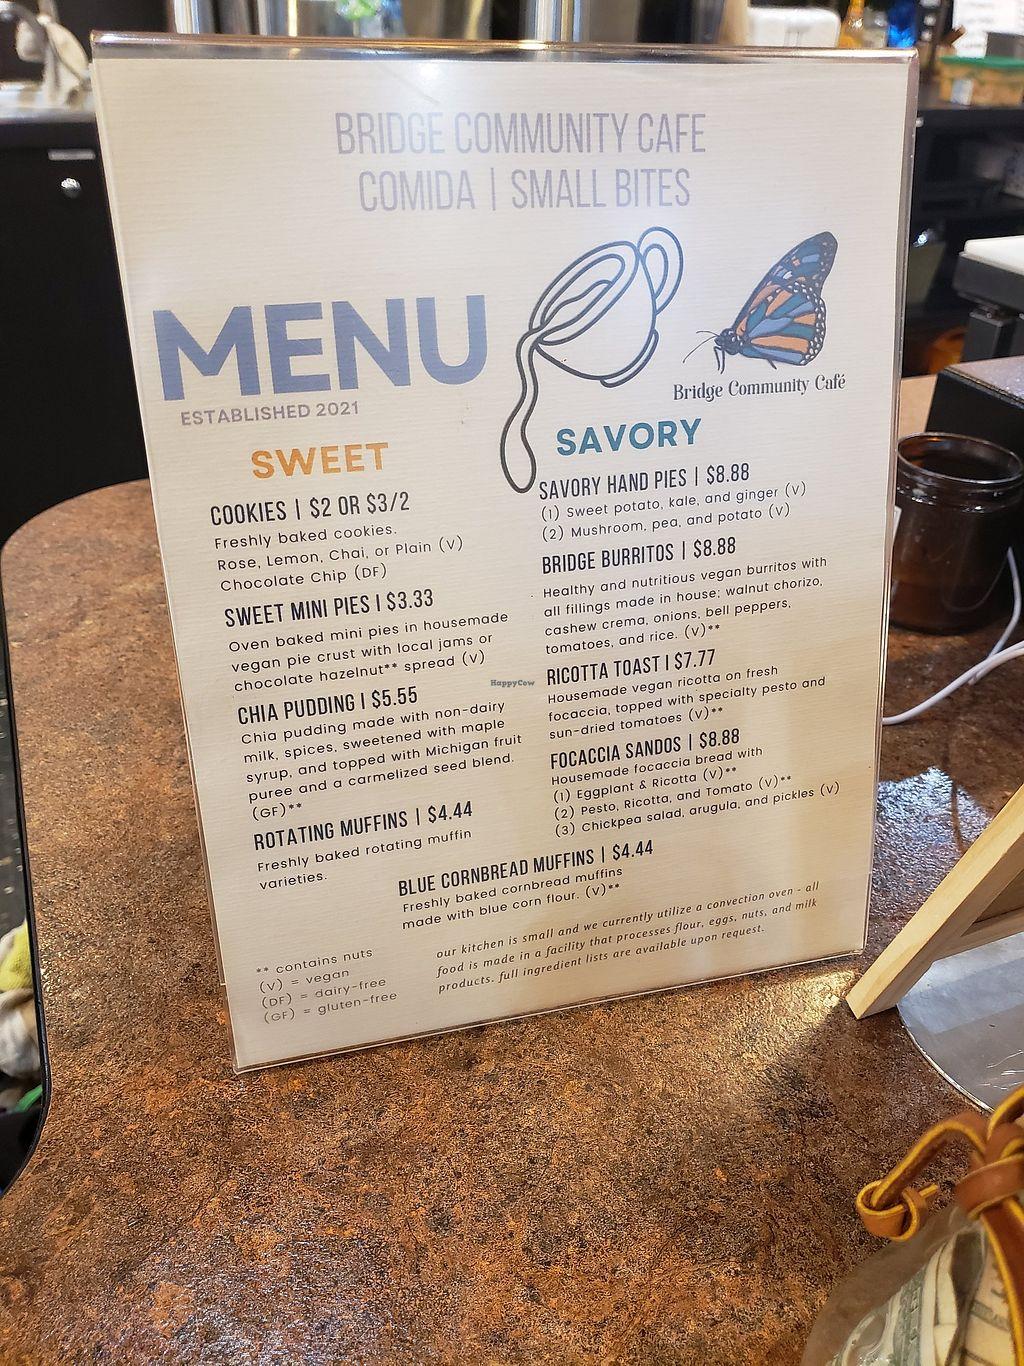 BRIDGE COMMUNITY CAFE
COMIDA | SMALL BITES
MENU
ESTABLISHED 2021
Bridge Community Café
SWEET
COOKIES | $2 OR $3/2
Freshly baked cookies.
Rose, Lemon, Chai, or Plain (V)
Chocolate Chip (DF)
SWEET MINI PIES | $3.33
Oven baked mini pies in housemade
vegan pie crust with local jams or
chocolate hazelnut** spread (V)
CHIA PUDDING | $5.55
Chia pudding made with non-dairy
milk, spices, sweetened with maple
syrup, and topped with Michigan fruit
puree and a carmelized seed blend.
(GF)**
ROTATING MUFFINS | $4.44
Freshly baked rotating muffin
varieties.
SAVORY
SAVORY HAND PIES | $8.88
(1) Sweet potato, kale, and ginger (V)
(2) Mushroom, pea, and potato (V)
BRIDGE BURRITOS | $8.88
Healthy and nutritious vegan burritos with
all fillings made in house; walnut chorizo,
cashew crema, onions, bell peppers,
tomatoes, and rice. (V)**
RICOTTA TOAST | $7.77
Housemade vegan ricotta on fresh
focaccia, topped with specialty pesto and
sun-dried tomatoes (V)**
FOCACCIA SANDOS | $8.88
Housemade focaccia bread with
(1) Eggplant & Ricotta (V)**
(2) Pesto, Ricotta, and Tomato (V)**
(3) Chickpea salad, arugula, and pickles (V)
BLUE CORNBREAD MUFFINS | $4.44
Freshly baked cornbread muffins
made with blue corn flour. (V)**
** contains nuts
(V) = vegan
(DF) = dairy-free
(GF) = gluten-free
our kitchen is small and we currently utilize a convection oven - all
food is made in a facility that processes flour, eggs, nuts, and milk
products. full ingredient lists are available upon request.
HappyCow